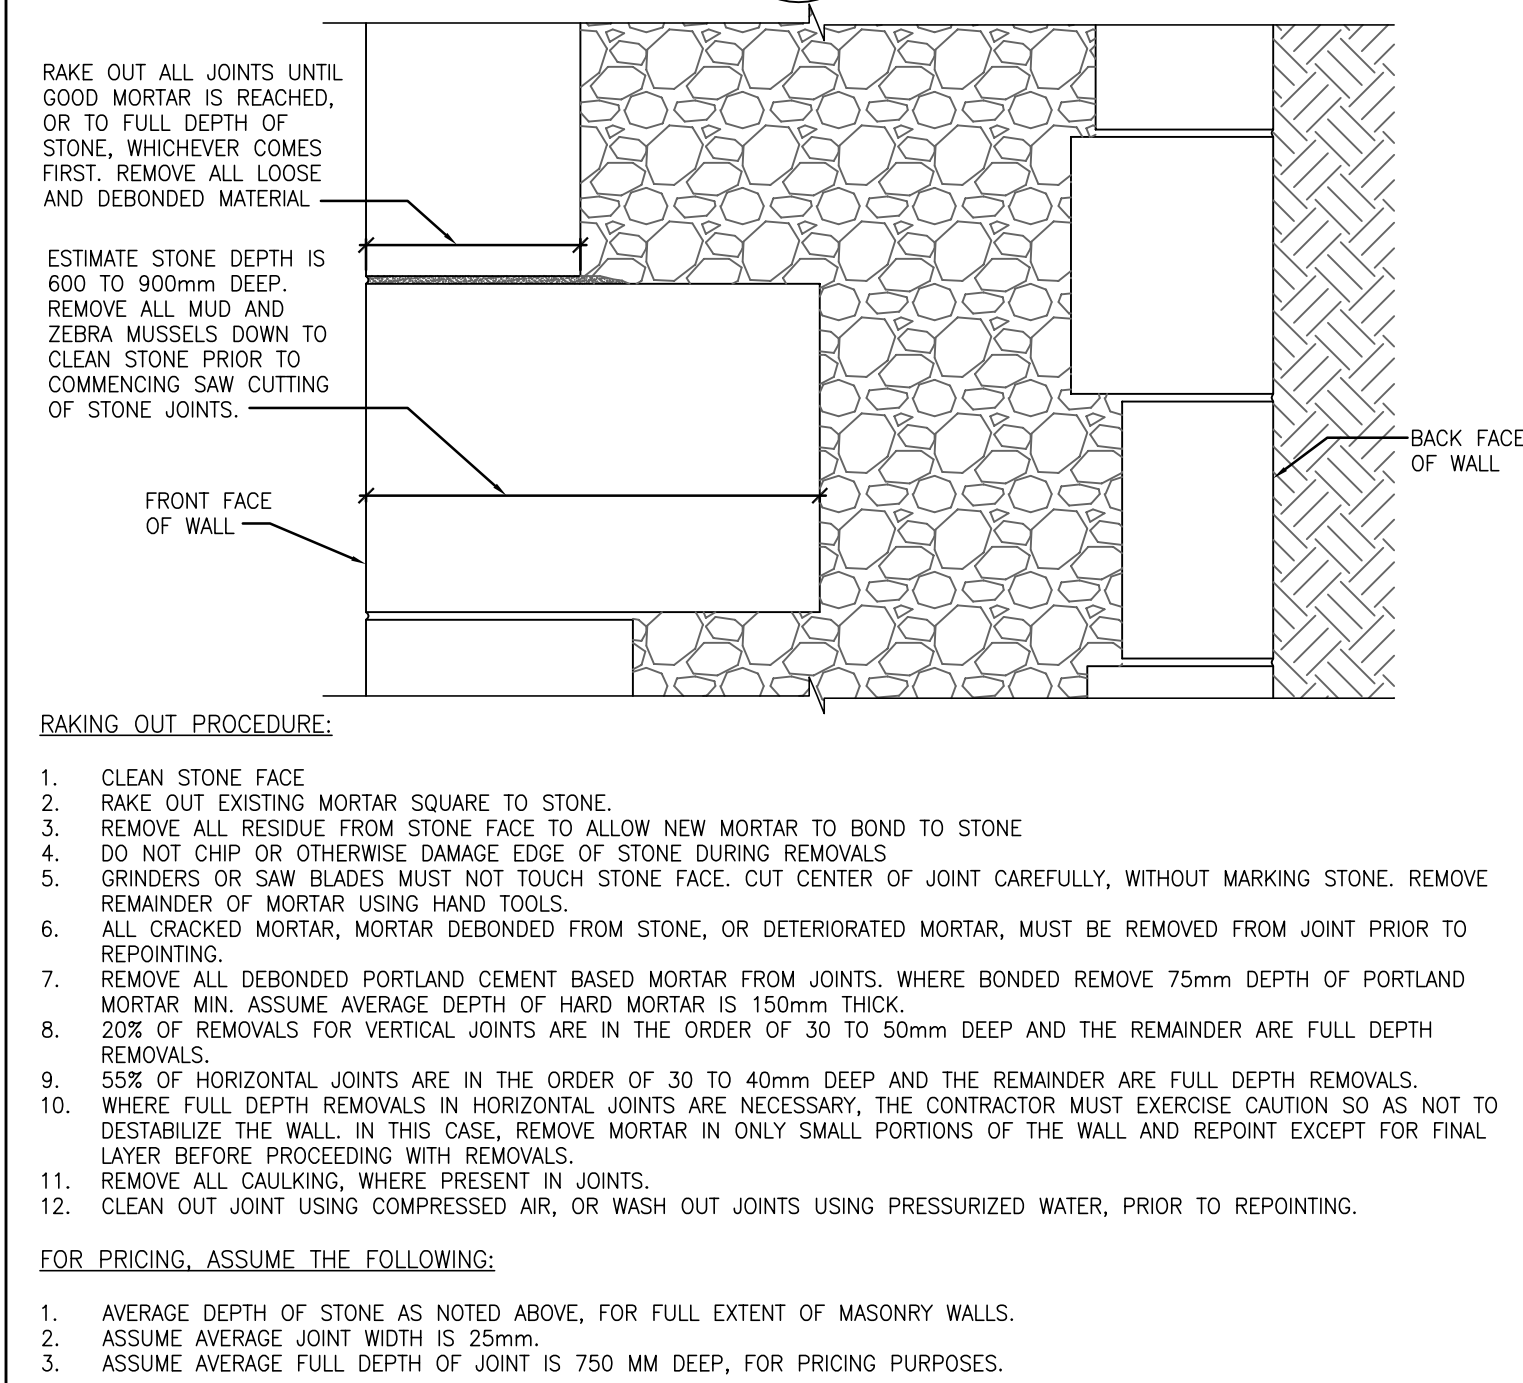 RAKE OUT ALL JOINTS UNTIL
GOOD MORTAR IS REACHED,
OR TO FULL DEPTH OF
STONE, WHICHEVER COMES
FIRST. REMOVE ALL LOOSE
AND DEBONDED MATERIAL
ESTIMATE STONE DEPTH IS
600 TO 900mm DEEP.
REMOVE ALL MUD AND
ZEBRA MUSSELS DOWN TO
CLEAN STONE PRIOR TO
COMMENCING SAW CUTTING
OF STONE JOINTS.
BACK FACE
OF WALL
FRONT FACE
OF WALL
RAKING OUT PROCEDURE:
1. CLEAN STONE FACE
2. RAKE OUT EXISTING MORTAR SQUARE TO STONE.
3. REMOVE ALL RESIDUE FROM STONE FACE TO ALLOW NEW MORTAR TO BOND TO STONE
4. DO NOT CHIP OR OTHERWISE DAMAGE EDGE OF STONE DURING REMOVALS
5. GRINDERS OR SAW BLADES MUST NOT TOUCH STONE FACE. CUT CENTER OF JOINT CAREFULLY, WITHOUT MARKING STONE. REMOVE
REMAINDER OF MORTAR USING HAND TOOLS.
6. ALL CRACKED MORTAR, MORTAR DEBONDED FROM STONE, OR DETERIORATED MORTAR, MUST BE REMOVED FROM JOINT PRIOR TO
REPOINTING.
7. REMOVE ALL DEBONDED PORTLAND CEMENT BASED MORTAR FROM JOINTS. WHERE BONDED REMOVE 75mm DEPTH OF PORTLAND
MORTAR MIN. ASSUME AVERAGE DEPTH OF HARD MORTAR IS 150mm THICK.
8. 20% OF REMOVALS FOR VERTICAL JOINTS ARE IN THE ORDER OF 30 TO 50mm DEEP AND THE REMAINDER ARE FULL DEPTH
REMOVALS.
9. 55% OF HORIZONTAL JOINTS ARE IN THE ORDER OF 30 TO 40mm DEEP AND THE REMAINDER ARE FULL DEPTH REMOVALS.
10. WHERE FULL DEPTH REMOVALS IN HORIZONTAL JOINTS ARE NECESSARY, THE CONTRACTOR MUST EXERCISE CAUTION SO AS NOT TO
DESTABILIZE THE WALL. IN THIS CASE, REMOVE MORTAR IN ONLY SMALL PORTIONS OF THE WALL AND REPOINT EXCEPT FOR FINAL
LAYER BEFORE PROCEEDING WITH REMOVALS.
11. REMOVE ALL CAULKING, WHERE PRESENT IN JOINTS.
12. CLEAN OUT JOINT USING COMPRESSED AIR, OR WASH OUT JOINTS USING PRESSURIZED WATER, PRIOR TO REPOINTING.
FOR PRICING, ASSUME THE FOLLOWING:
1. AVERAGE DEPTH OF STONE AS NOTED ABOVE, FOR FULL EXTENT OF MASONRY WALLS.
2. ASSUME AVERAGE JOINT WIDTH IS 25mm.
3. ASSUME AVERAGE FULL DEPTH OF JOINT IS 750 MM DEEP, FOR PRICING PURPOSES.